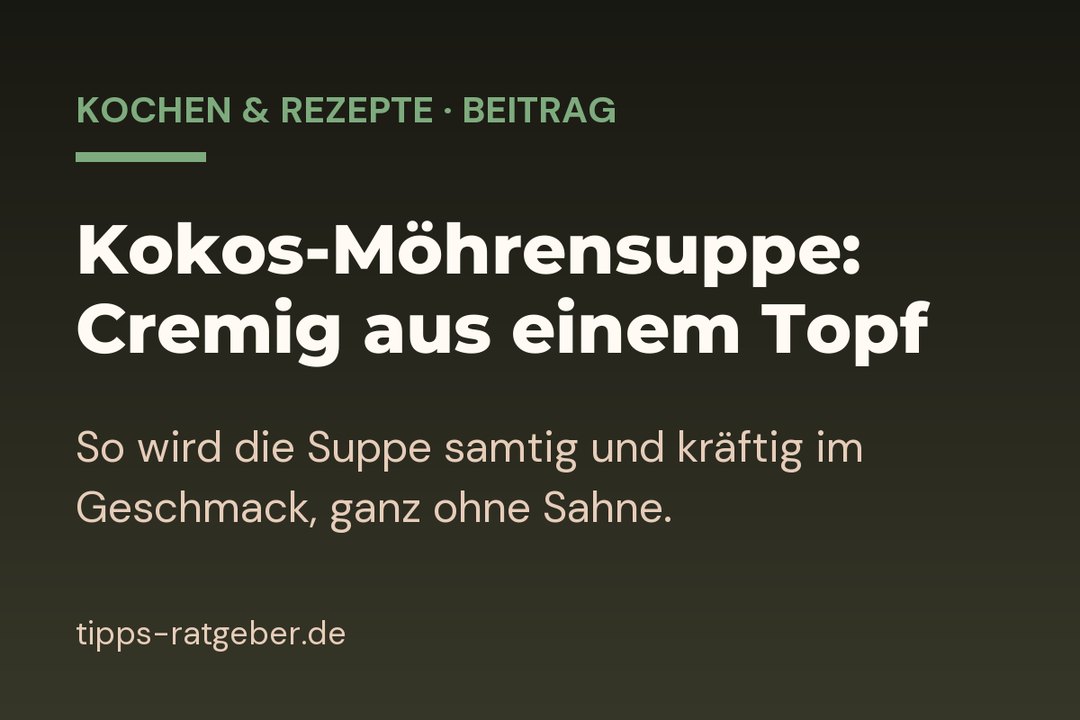 KOCHEN & REZEPTE · BEITRAG
Kokos-Möhrensuppe:
Cremig aus einem Topf
So wird die Suppe samtig und kräftig im
Geschmack, ganz ohne Sahne.
tipps-ratgeber.de